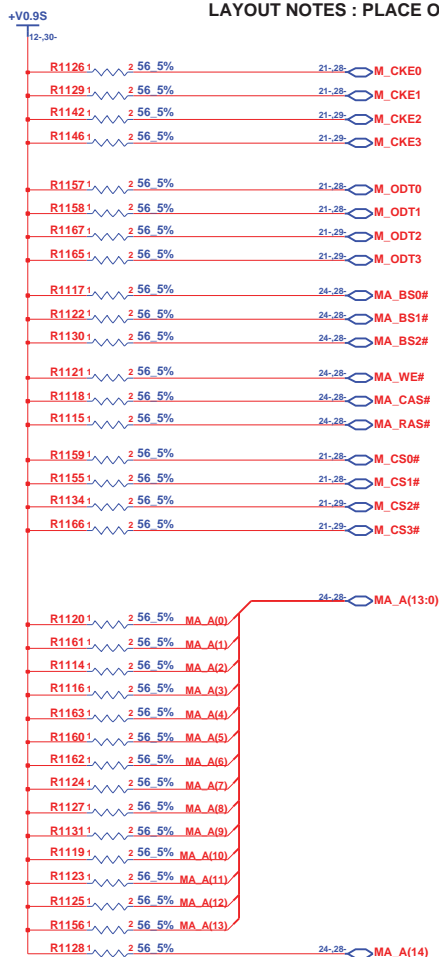 LAYOUT NOTES : PLACE O
+V0.9S
12-,30-
R1126 1 2 56_5% 21-,28- M_CKE0
R1129 1 2 56_5% 21-,28- M_CKE1
R1142 1 2 56_5% 21-,29- M_CKE2
R1146 1 2 56_5% 21-,29- M_CKE3
R1157 1 2 56_5% 21-,28- M_ODT0
R1158 1 2 56_5% 21-,28- M_ODT1
R1167 1 2 56_5% 21-,29- M_ODT2
R1165 1 2 56_5% 21-,29- M_ODT3
R1117 1 2 56_5% 24-,28- MA_BS0#
R1122 1 2 56_5% 24-,28- MA_BS1#
R1130 1 2 56_5% 24-,28- MA_BS2#
R1121 1 2 56_5% 24-,28- MA_WE#
R1118 1 2 56_5% 24-,28- MA_CAS#
R1115 1 2 56_5% 24-,28- MA_RAS#
R1159 1 2 56_5% 21-,28- M_CS0#
R1155 1 2 56_5% 21-,28- M_CS1#
R1134 1 2 56_5% 21-,29- M_CS2#
R1166 1 2 56_5% 21-,29- M_CS3#
24-,28- MA_A(13:0)
R1120 1 2 56_5% MA_A(0)
R1161 1 2 56_5% MA_A(1)
R1114 1 2 56_5% MA_A(2)
R1116 1 2 56_5% MA_A(3)
R1163 1 2 56_5% MA_A(4)
R1160 1 2 56_5% MA_A(5)
R1162 1 2 56_5% MA_A(6)
R1124 1 2 56_5% MA_A(7)
R1127 1 2 56_5% MA_A(8)
R1131 1 2 56_5% MA_A(9)
R1119 1 2 56_5% MA_A(10)
R1123 1 2 56_5% MA_A(11)
R1125 1 2 56_5% MA_A(12)
R1156 1 2 56_5% MA_A(13)
R1128 1 2 56_5% 24-,28- MA_A(14)